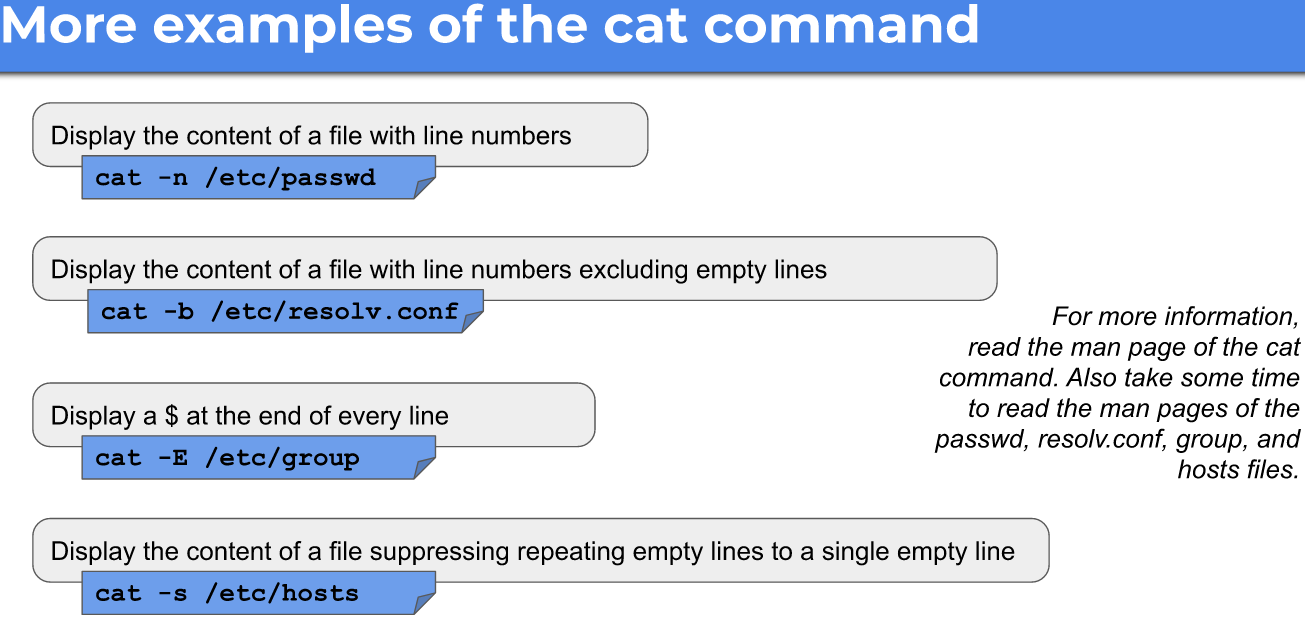 More examples of the cat command
Display the content of a file with line numbers
cat -n /etc/passwd
Display the content of a file with line numbers excluding empty lines
cat -b /etc/resolv.conf
For more information,
read the man page of the cat
command. Also take some time
to read the man pages of the
passwd, resolv.conf, group, and
hosts files.
Display a $ at the end of every line
cat -E /etc/group
Display the content of a file suppressing repeating empty lines to a single empty line
cat -s /etc/hosts